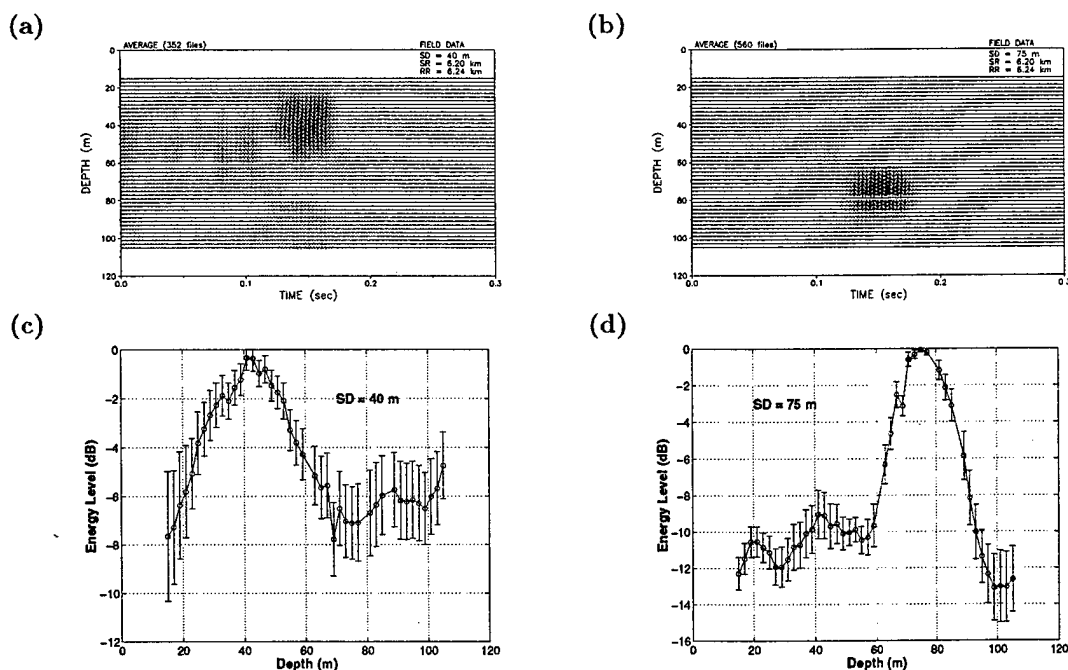 (a)
AVERAGE (352 files)
FIELD DATA
SD = 40 m
SR = 6.20 km
RR = 6.24 km
0
20
40
60
80
100
120
DEPTH (m)
0.0
0.1
0.2
0.3
TIME (sec)
(b)
AVERAGE (560 files)
FIELD DATA
SD = 75 m
SR = 6.20 km
RR = 6.24 km
0
20
40
60
80
100
120
DEPTH (m)
0.0
0.1
0.2
0.3
TIME (sec)
(c)
0
-2
-4
-6
-8
-10
-12
Energy Level (dB)
SD = 40 m
0
20
40
60
80
100
120
Depth (m)
(d)
0
-2
-4
-6
-8
-10
-12
-14
-16
Energy Level (dB)
SD = 75 m
0
20
40
60
80
100
120
Depth (m)